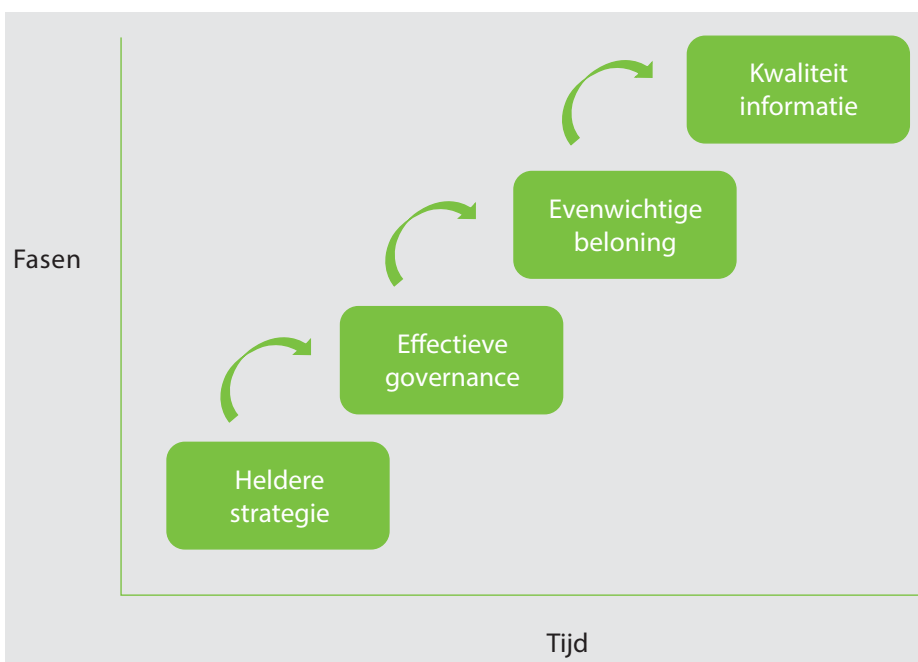 Kwaliteit
informatie
Evenwichtige
beloning
Fasen
Effectieve
governance
Heldere
strategie
Tijd